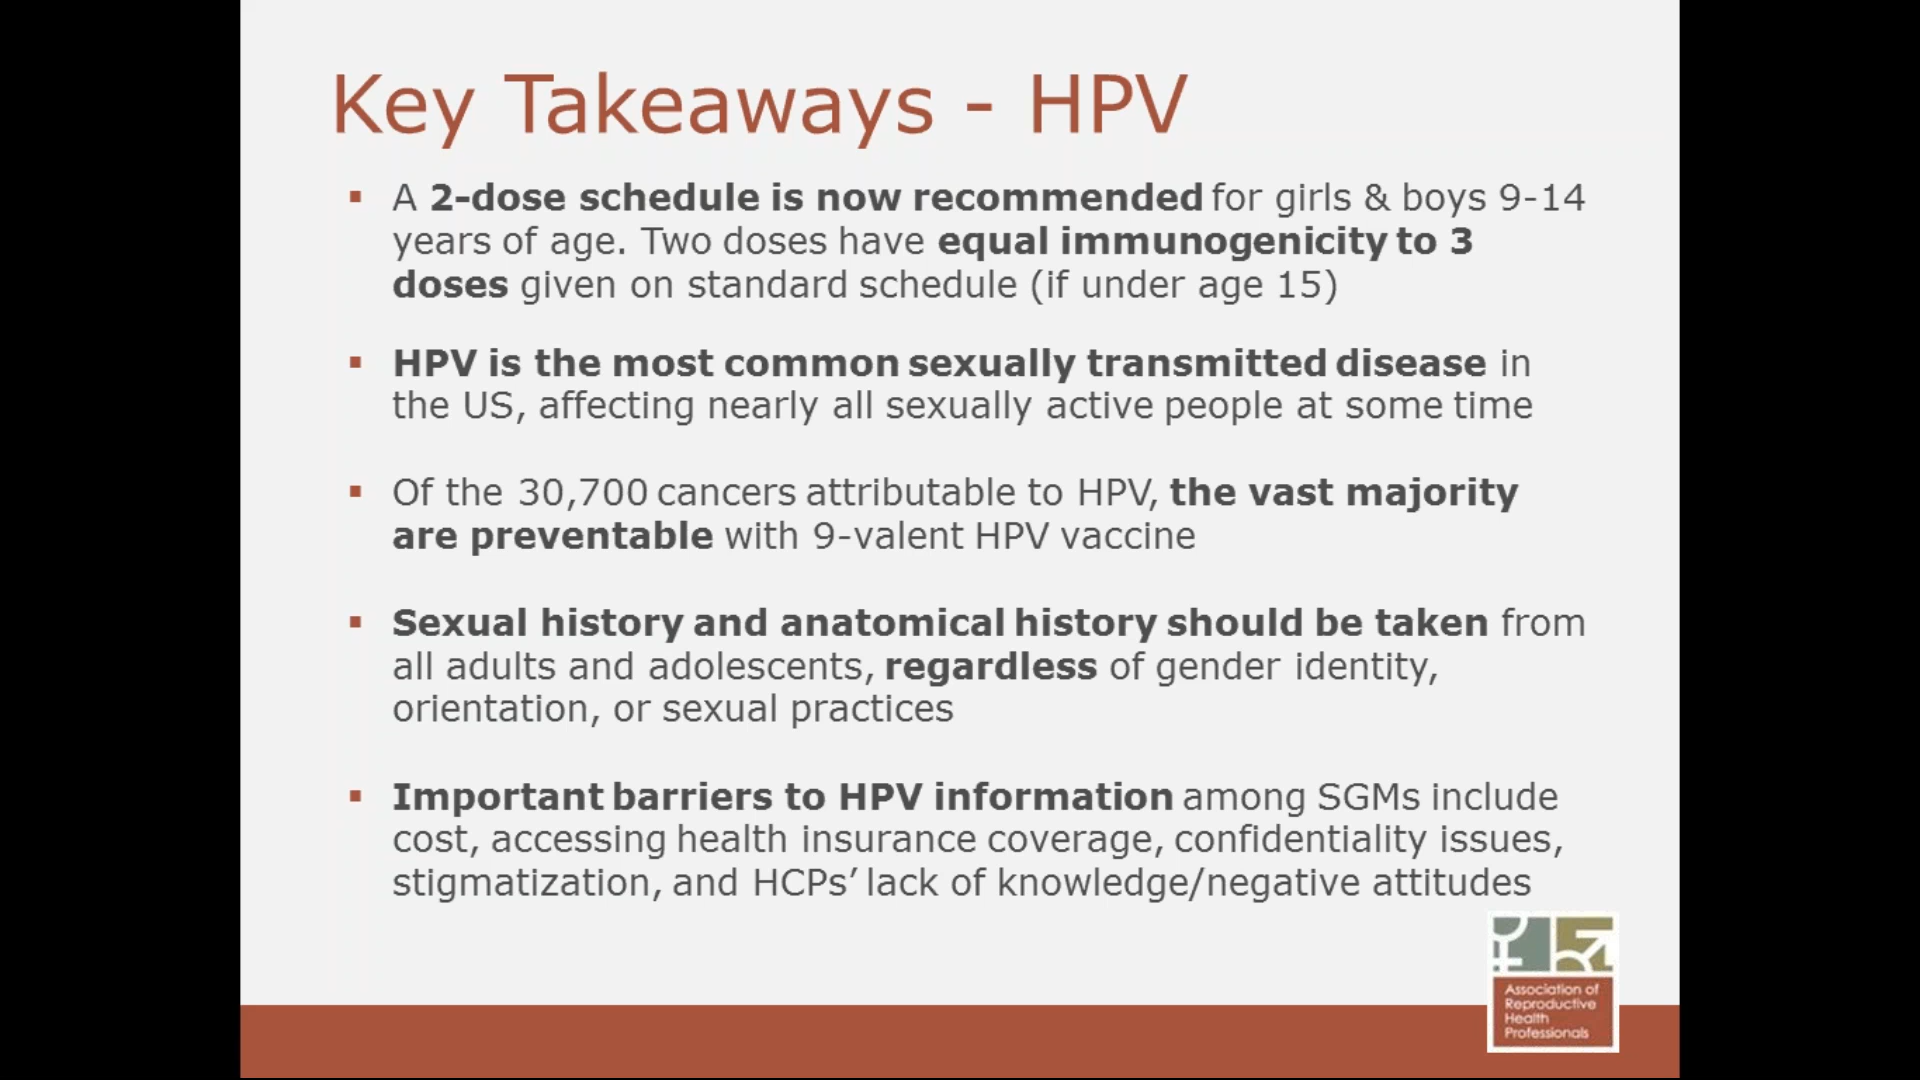 Key Takeaways - HPV
▪ A 2-dose schedule is now recommended for girls & boys 9-14
years of age. Two doses have equal immunogenicity to 3
doses given on standard schedule (if under age 15)
▪ HPV is the most common sexually transmitted disease in
the US, affecting nearly all sexually active people at some time
▪ Of the 30,700 cancers attributable to HPV, the vast majority
are preventable with 9-valent HPV vaccine
▪ Sexual history and anatomical history should be taken from
all adults and adolescents, regardless of gender identity,
orientation, or sexual practices
▪ Important barriers to HPV information among SGMs include
cost, accessing health insurance coverage, confidentiality issues,
stigmatization, and HCPs’ lack of knowledge/negative attitudes
Association of
Reproductive
Health
Professionals